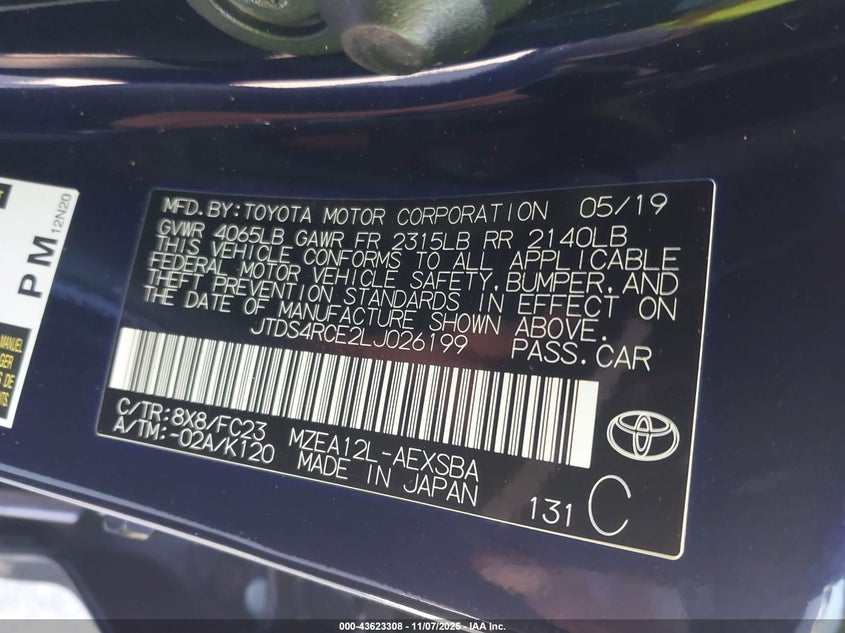 MFD.BY:TOYOTA MOTOR CORPORATION 05/19
GVWR 4065LB GAWR FR 2315LB RR 2140LB
THIS VEHICLE CONFORMS TO ALL APPLICABLE
FEDERAL MOTOR VEHICLE SAFETY, BUMPER, AND
THEFT PREVENTION STANDARDS IN EFFECT ON
THE DATE OF MANUFACTURE SHOWN ABOVE.
JTDS4RCE2LJ026199 PASS.CAR
C/TR:8X8/FC23
A/TM:-02A/K120
MZEA12L-AEXSBA
MADE IN JAPAN
131 C
PM
12N20
MANUEL
DE
000-43623308 - 11/07/2025 - IAA Inc.